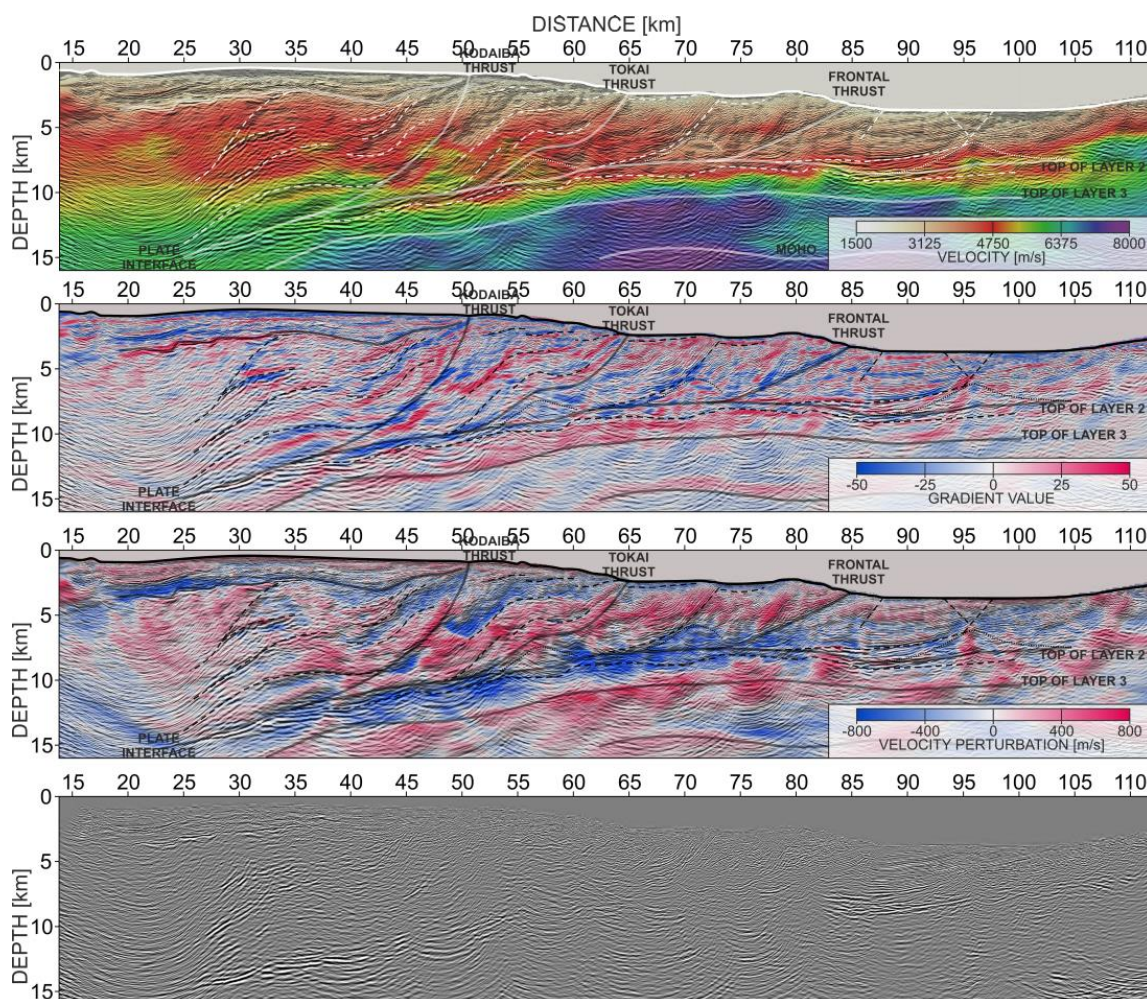 DISTANCE [km]
15 20 25 30 35 40 45 50 55 60 65 70 75 80 85 90 95 100 105 110
KODAIBA
THRUST
TOKAI
THRUST
FRONTAL
THRUST
DEPTH [km]
0
5
10
15
TOP OF LAYER 2
TOP OF LAYER 3
PLATE
INTERFACE
MOHO
1500 3125 4750 6375 8000
VELOCITY [m/s]
15 20 25 30 35 40 45 50 55 60 65 70 75 80 85 90 95 100 105 110
KODAIBA
THRUST
TOKAI
THRUST
FRONTAL
THRUST
DEPTH [km]
0
5
10
15
TOP OF LAYER 2
TOP OF LAYER 3
PLATE
INTERFACE
-50 -25 0 25 50
GRADIENT VALUE
15 20 25 30 35 40 45 50 55 60 65 70 75 80 85 90 95 100 105 110
KODAIBA
THRUST
TOKAI
THRUST
FRONTAL
THRUST
DEPTH [km]
0
5
10
15
TOP OF LAYER 2
TOP OF LAYER 3
PLATE
INTERFACE
-800 -400 0 400 800
VELOCITY PERTURBATION [m/s]
15 20 25 30 35 40 45 50 55 60 65 70 75 80 85 90 95 100 105 110
DEPTH [km]
0
5
10
15